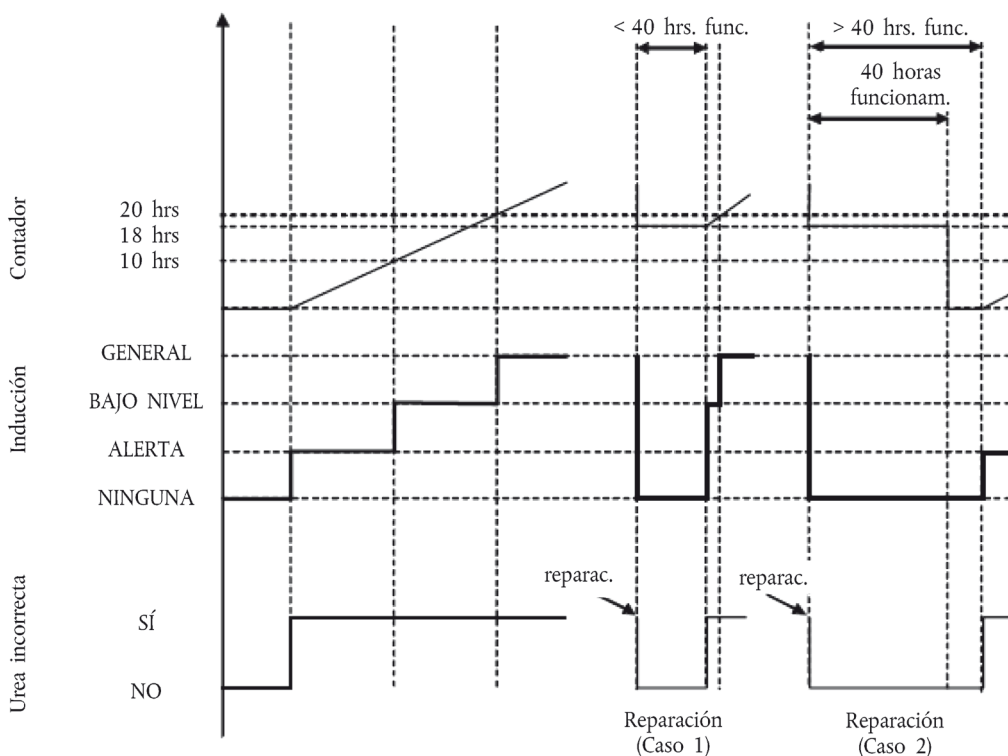 < 40 hrs. func.
> 40 hrs. func.
40 horas
funcionam.
Contador
20 hrs
18 hrs
10 hrs
Inducción
GENERAL
BAJO NIVEL
ALERTA
NINGUNA
Urea incorrecta
reparac.
reparac.
SÍ
NO
Reparación
(Caso 1)
Reparación
(Caso 2)